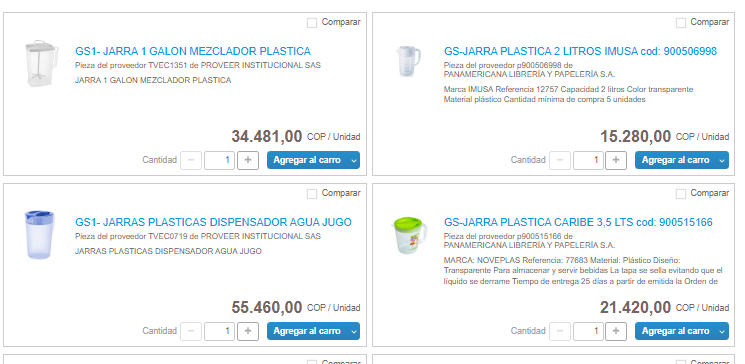 Comparar
GS1- JARRA 1 GALON MEZCLADOR PLASTICA
Pieza del proveedor TVEC1351 de PROVEER INSTITUCIONAL SAS
JARRA 1 GALON MEZCLADOR PLASTICA
34.481,00 COP / Unidad
Cantidad − 1 + Agregar al carro
Comparar
GS-JARRA PLASTICA 2 LITROS IMUSA cod: 900506998
Pieza del proveedor p900506998 de
PANAMERICANA LIBRERÍA Y PAPELERÍA S.A.
Marca IMUSA Referencia 12757 Capacidad 2 litros Color transparente
Material plástico Cantidad mínima de compra 5 unidades
15.280,00 COP / Unidad
Cantidad − 1 + Agregar al carro
Comparar
GS1- JARRAS PLASTICAS DISPENSADOR AGUA JUGO
Pieza del proveedor TVEC0719 de PROVEER INSTITUCIONAL SAS
JARRAS PLASTICAS DISPENSADOR AGUA JUGO
55.460,00 COP / Unidad
Cantidad − 1 + Agregar al carro
Comparar
GS-JARRA PLASTICA CARIBE 3,5 LTS cod: 900515166
Pieza del proveedor p900515166 de
PANAMERICANA LIBRERÍA Y PAPELERÍA S.A.
MARCA: NOVEPLAS Referencia: 77683 Material: Plástico Diseño:
Transparente Para almacenar y servir bebidas La tapa se sella evitando que el
líquido se derrame Tiempo de entrega 25 días a partir de emitida la Orden de
21.420,00 COP / Unidad
Cantidad − 1 + Agregar al carro
Comparar
Comparar